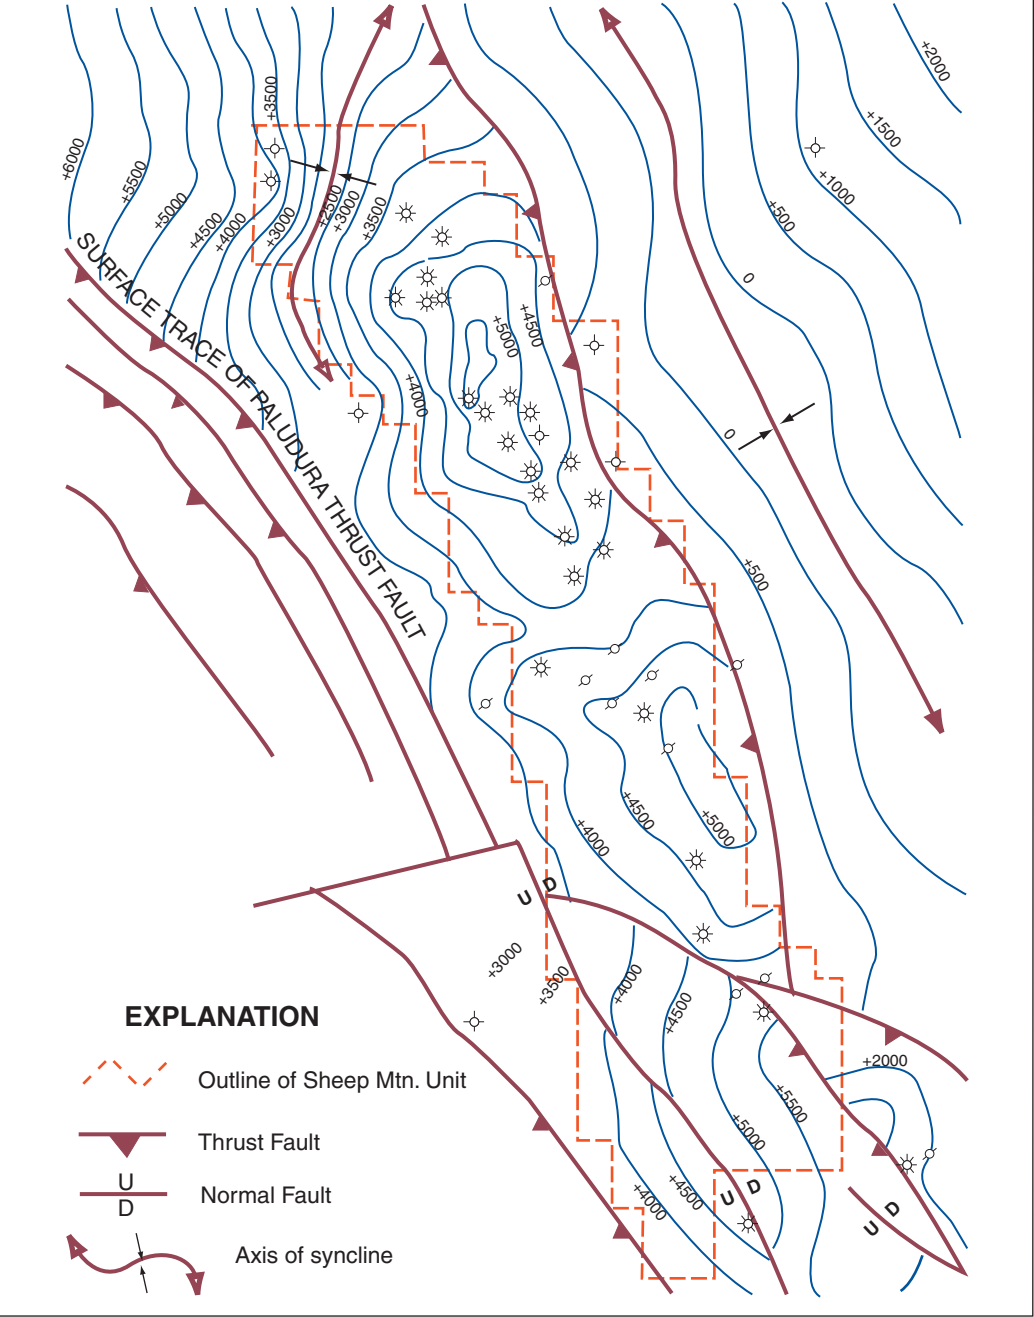 +2000
+3500
+1500
+6000
+5500
+1000
+5000
+500
+4500
+4000
+3000
+2500
+3000
+3500
SURFACE TRACE OF PALUDURA THRUST FAULT
0
+5000
+4500
+4000
0
+500
+4500
+5000
+4000
U D
+3000
+3500
+4000
+4500
EXPLANATION
Outline of Sheep Mtn. Unit
Thrust Fault
U
D
Normal Fault
Axis of syncline
+2000
+5500
+5000
+4500
+4000
U D
U D